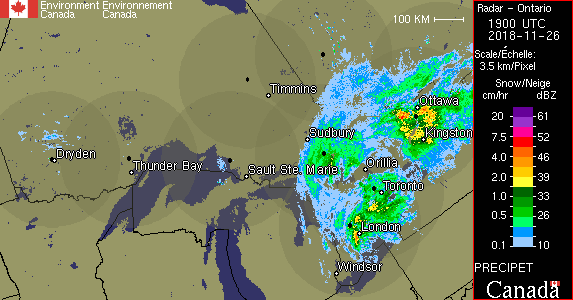 Environment Environnement
Canada Canada
100 KM
Timmins
Ottawa
Sudbury
Kingston
Dryden
Thunder Bay
Sault Ste. Marie
Orillia
Toronto
London
Windsor
Radar - Ontario
1900 UTC
2018-11-26
Scale/Échelle:
3.5 km/Pixel
Snow/Neige
cm/hr dBZ
20 61
7.5 52
4.0 46
2.0 39
1.0 33
0.5 26
0.1 10
PRECIPET
Canada